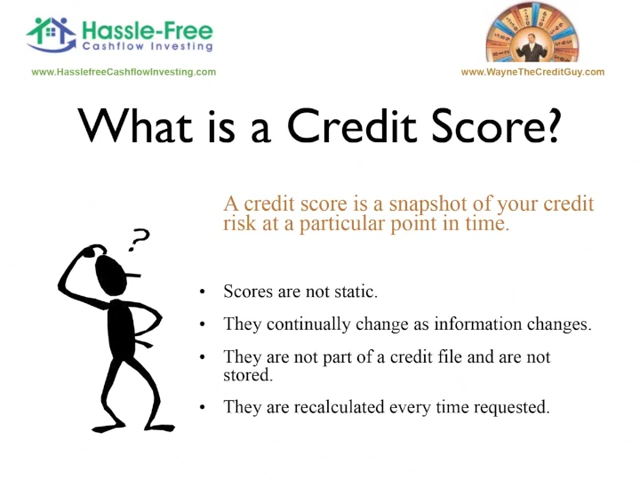 Hassle-Free
Cashflow Investing
www.HasslefreeCashflowInvesting.com
www.WayneTheCreditGuy.com
What is a Credit Score?
A credit score is a snapshot of your credit
risk at a particular point in time.
?
• Scores are not static.
• They continually change as information changes.
• They are not part of a credit file and are not
stored.
• They are recalculated every time requested.